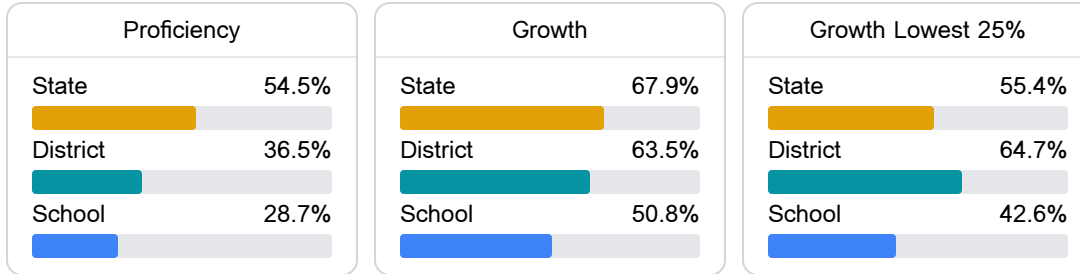 Proficiency
State 54.5%
District 36.5%
School 28.7%
Growth
State 67.9%
District 63.5%
School 50.8%
Growth Lowest 25%
State 55.4%
District 64.7%
School 42.6%